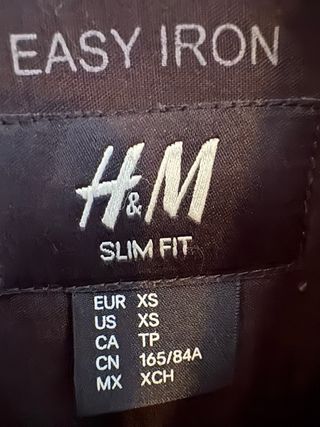 EASY IRON
H&M
SLIM FIT
EUR XS
US XS
CA TP
CN 165/84A
MX XCH